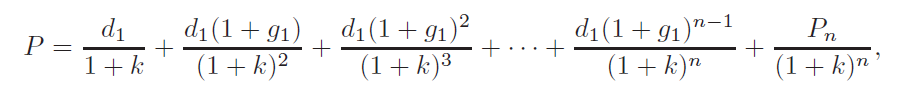 P = \frac{d_1}{1+k} + \frac{d_1(1+g_1)}{(1+k)^2} + \frac{d_1(1+g_1)^2}{(1+k)^3} + \cdots + \frac{d_1(1+g_1)^{n-1}}{(1+k)^n} + \frac{P_n}{(1+k)^n},